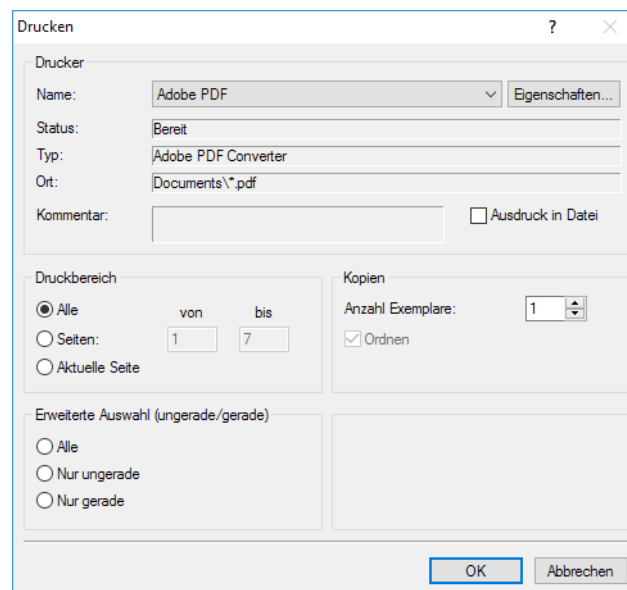 Drucken ?
Drucker
Name: Adobe PDF Eigenschaften...
Status: Bereit
Typ: Adobe PDF Converter
Ort: Documents\*.pdf
Kommentar: Ausdruck in Datei
Druckbereich
Alle von bis
Seiten: 1 7
Aktuelle Seite
Kopien
Anzahl Exemplare: 1
Ordnen
Erweiterte Auswahl (ungerade/gerade)
Alle
Nur ungerade
Nur gerade
OK Abbrechen